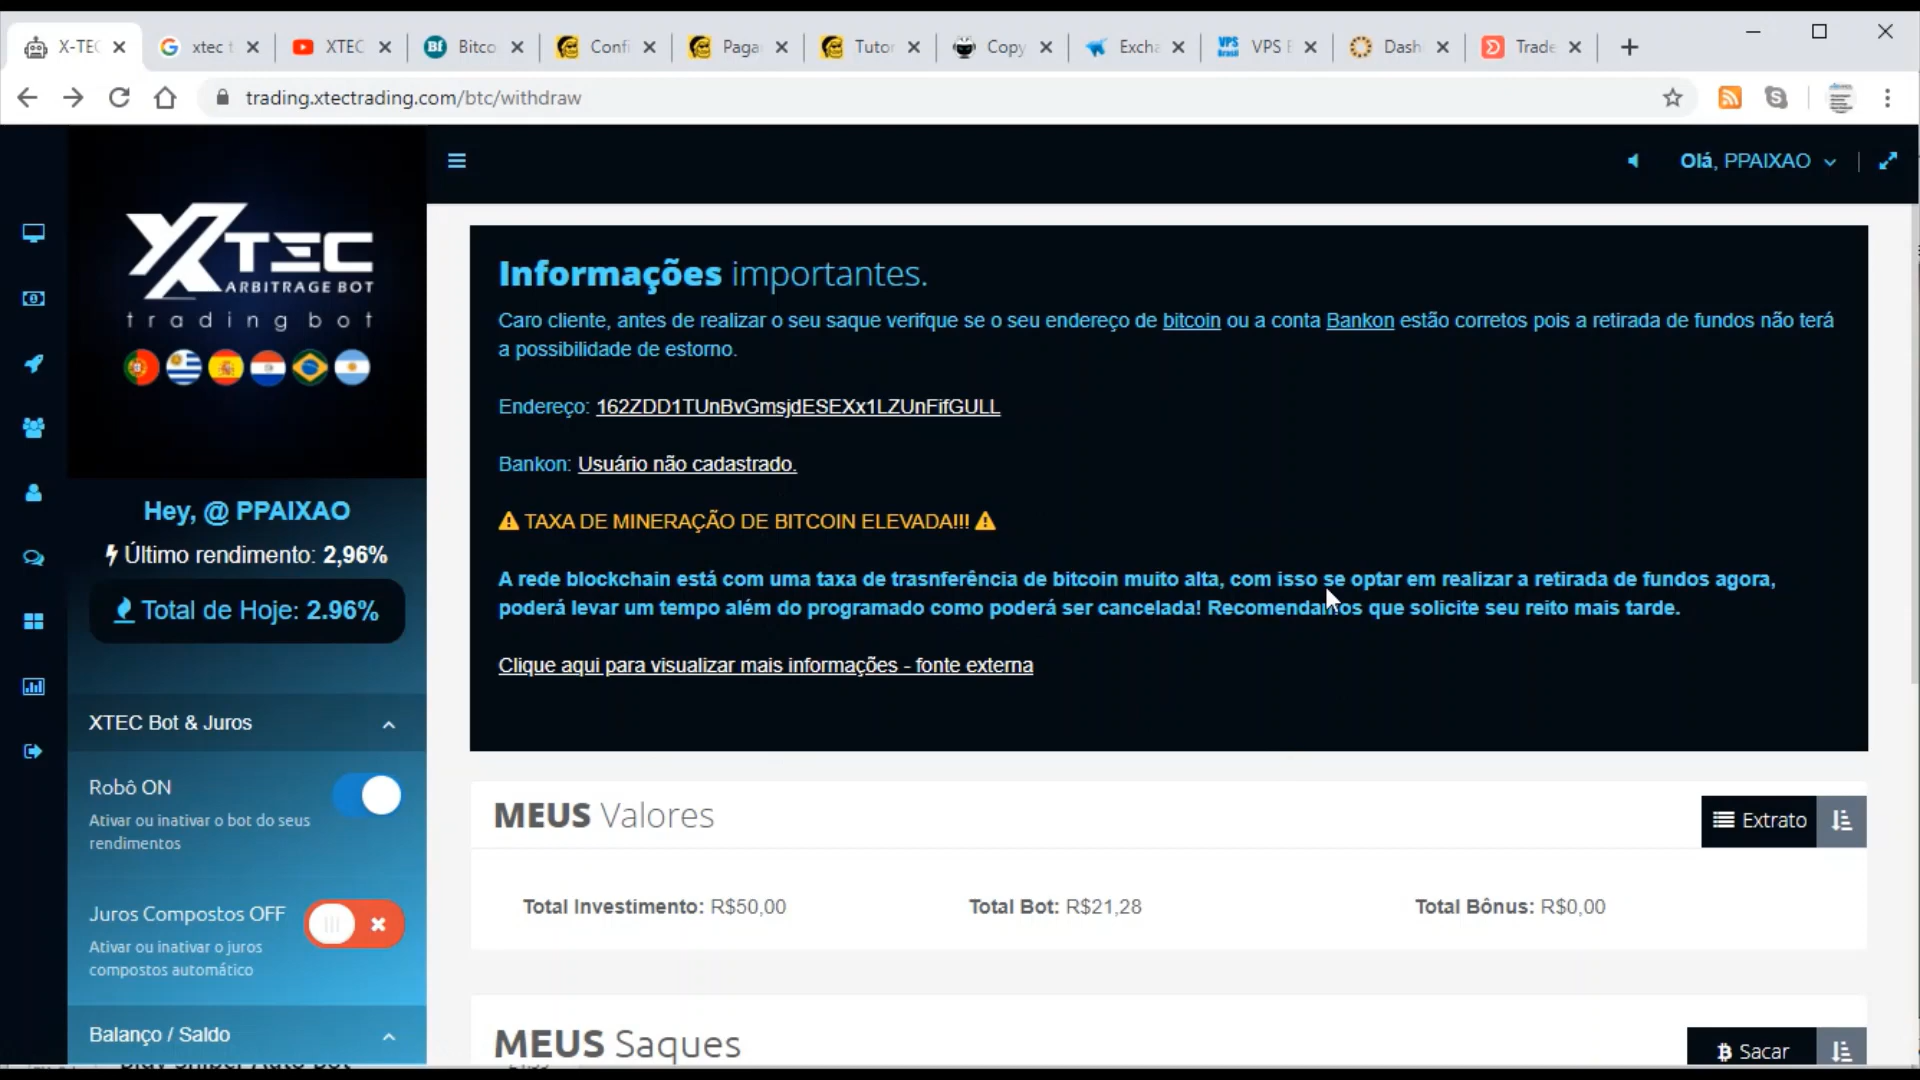 X-TEC
xtec t
XTEC
Bitco
Confi
Paga
Tutor
Copy
Excha
VPS B
Dash
Trade
trading.xtectrading.com/btc/withdraw
Olá, PPAIXAO
XTEC
ARBITRAGE BOT
trading bot
Hey, @ PPAIXAO
Último rendimento: 2,96%
Total de Hoje: 2.96%
XTEC Bot & Juros
Robô ON
Ativar ou inativar o bot do seus
rendimentos
Juros Compostos OFF
Ativar ou inativar o juros
compostos automático
Balanço / Saldo
Informações importantes.
Caro cliente, antes de realizar o seu saque verifque se o seu endereço de bitcoin ou a conta Bankon estão corretos pois a retirada de fundos não terá
a possibilidade de estorno.
Endereço: 162ZDD1TUnBvGmsjdESEXx1LZUnFifGULL
Bankon: Usuário não cadastrado.
TAXA DE MINERAÇÃO DE BITCOIN ELEVADA!!!
A rede blockchain está com uma taxa de trasnferência de bitcoin muito alta, com isso se optar em realizar a retirada de fundos agora,
poderá levar um tempo além do programado como poderá ser cancelada! Recomendamos que solicite seu reito mais tarde.
Clique aqui para visualizar mais informações - fonte externa
MEUS Valores
Extrato
Total Investimento: R$50,00
Total Bot: R$21,28
Total Bônus: R$0,00
MEUS Saques
Sacar